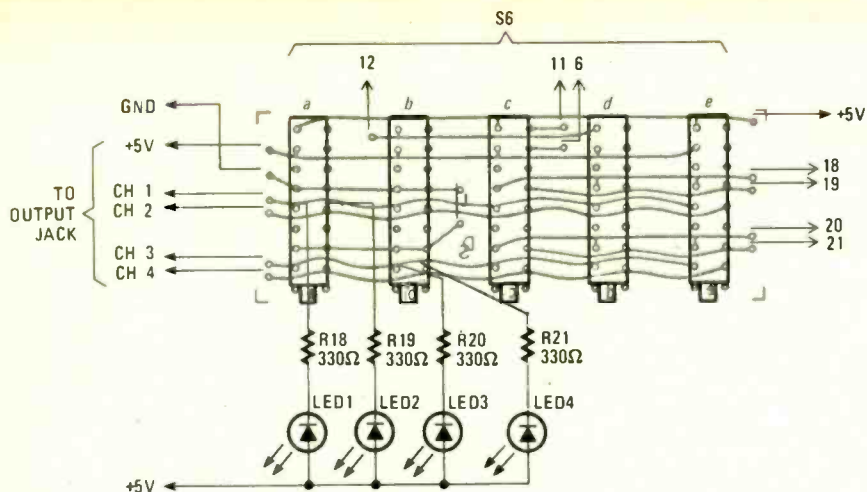 S6
12
11 6
a b c d e
GND
+5V
+5V
TO
OUTPUT
JACK
CH 1
CH 2
CH 3
CH 4
18
19
20
21
R18
330Ω
R19
330Ω
R20
330Ω
R21
330Ω
LED1
LED2
LED3
LED4
+5V